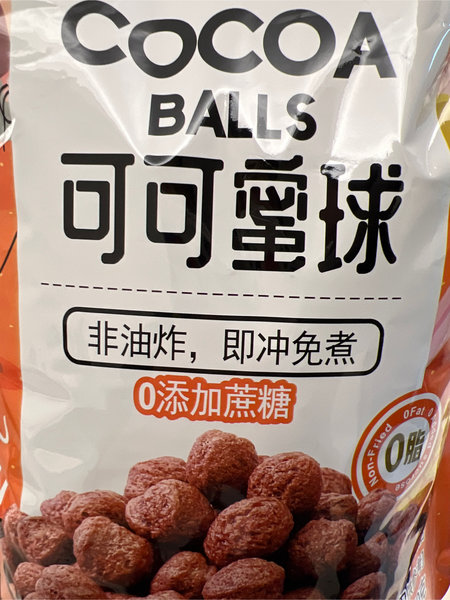 COCOA
BALLS
可可蜜球
非油炸，即冲免煮
0添加蔗糖
Non-Fried 0Fat
0脂